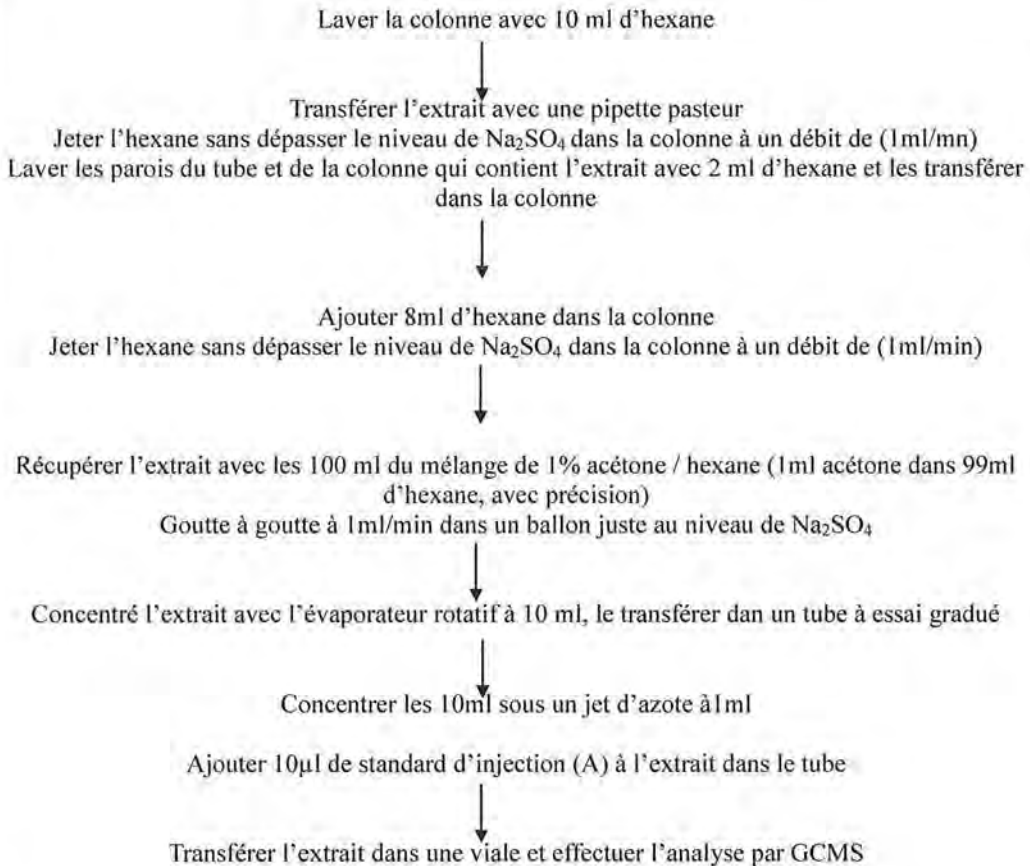 Laver la colonne avec 10 ml d'hexane
Transférer l'extrait avec une pipette pasteur
Jeter l'hexane sans dépasser le niveau de Na₂SO₄ dans la colonne à un débit de (1ml/mn)
Laver les parois du tube et de la colonne qui contient l'extrait avec 2 ml d'hexane et les transférer
dans la colonne
Ajouter 8ml d'hexane dans la colonne
Jeter l'hexane sans dépasser le niveau de Na₂SO₄ dans la colonne à un débit de (1ml/min)
Récupérer l'extrait avec les 100 ml du mélange de 1% acétone / hexane (1ml acétone dans 99ml
d'hexane, avec précision)
Goutte à goutte à 1ml/min dans un ballon juste au niveau de Na₂SO₄
Concentré l'extrait avec l'évaporateur rotatif à 10 ml, le transférer dan un tube à essai gradué
Concentrer les 10ml sous un jet d'azote à1ml
Ajouter 10µl de standard d'injection (A) à l'extrait dans le tube
Transférer l'extrait dans une viale et effectuer l'analyse par GCMS